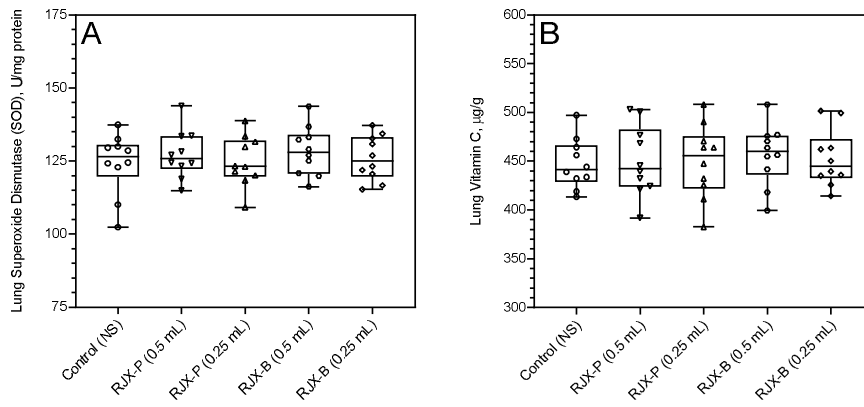 A
Lung Superoxide Dismutase (SOD), U/mg protein
175
150
125
100
75
Control (NS)
RJX-P (0.5 mL)
RJX-P (0.25 mL)
RJX-B (0.5 mL)
RJX-B (0.25 mL)
B
Lung Vitamin C, µg/g
600
500
450
400
300
Control (NS)
RJX-P (0.5 mL)
RJX-P (0.25 mL)
RJX-B (0.5 mL)
RJX-B (0.25 mL)